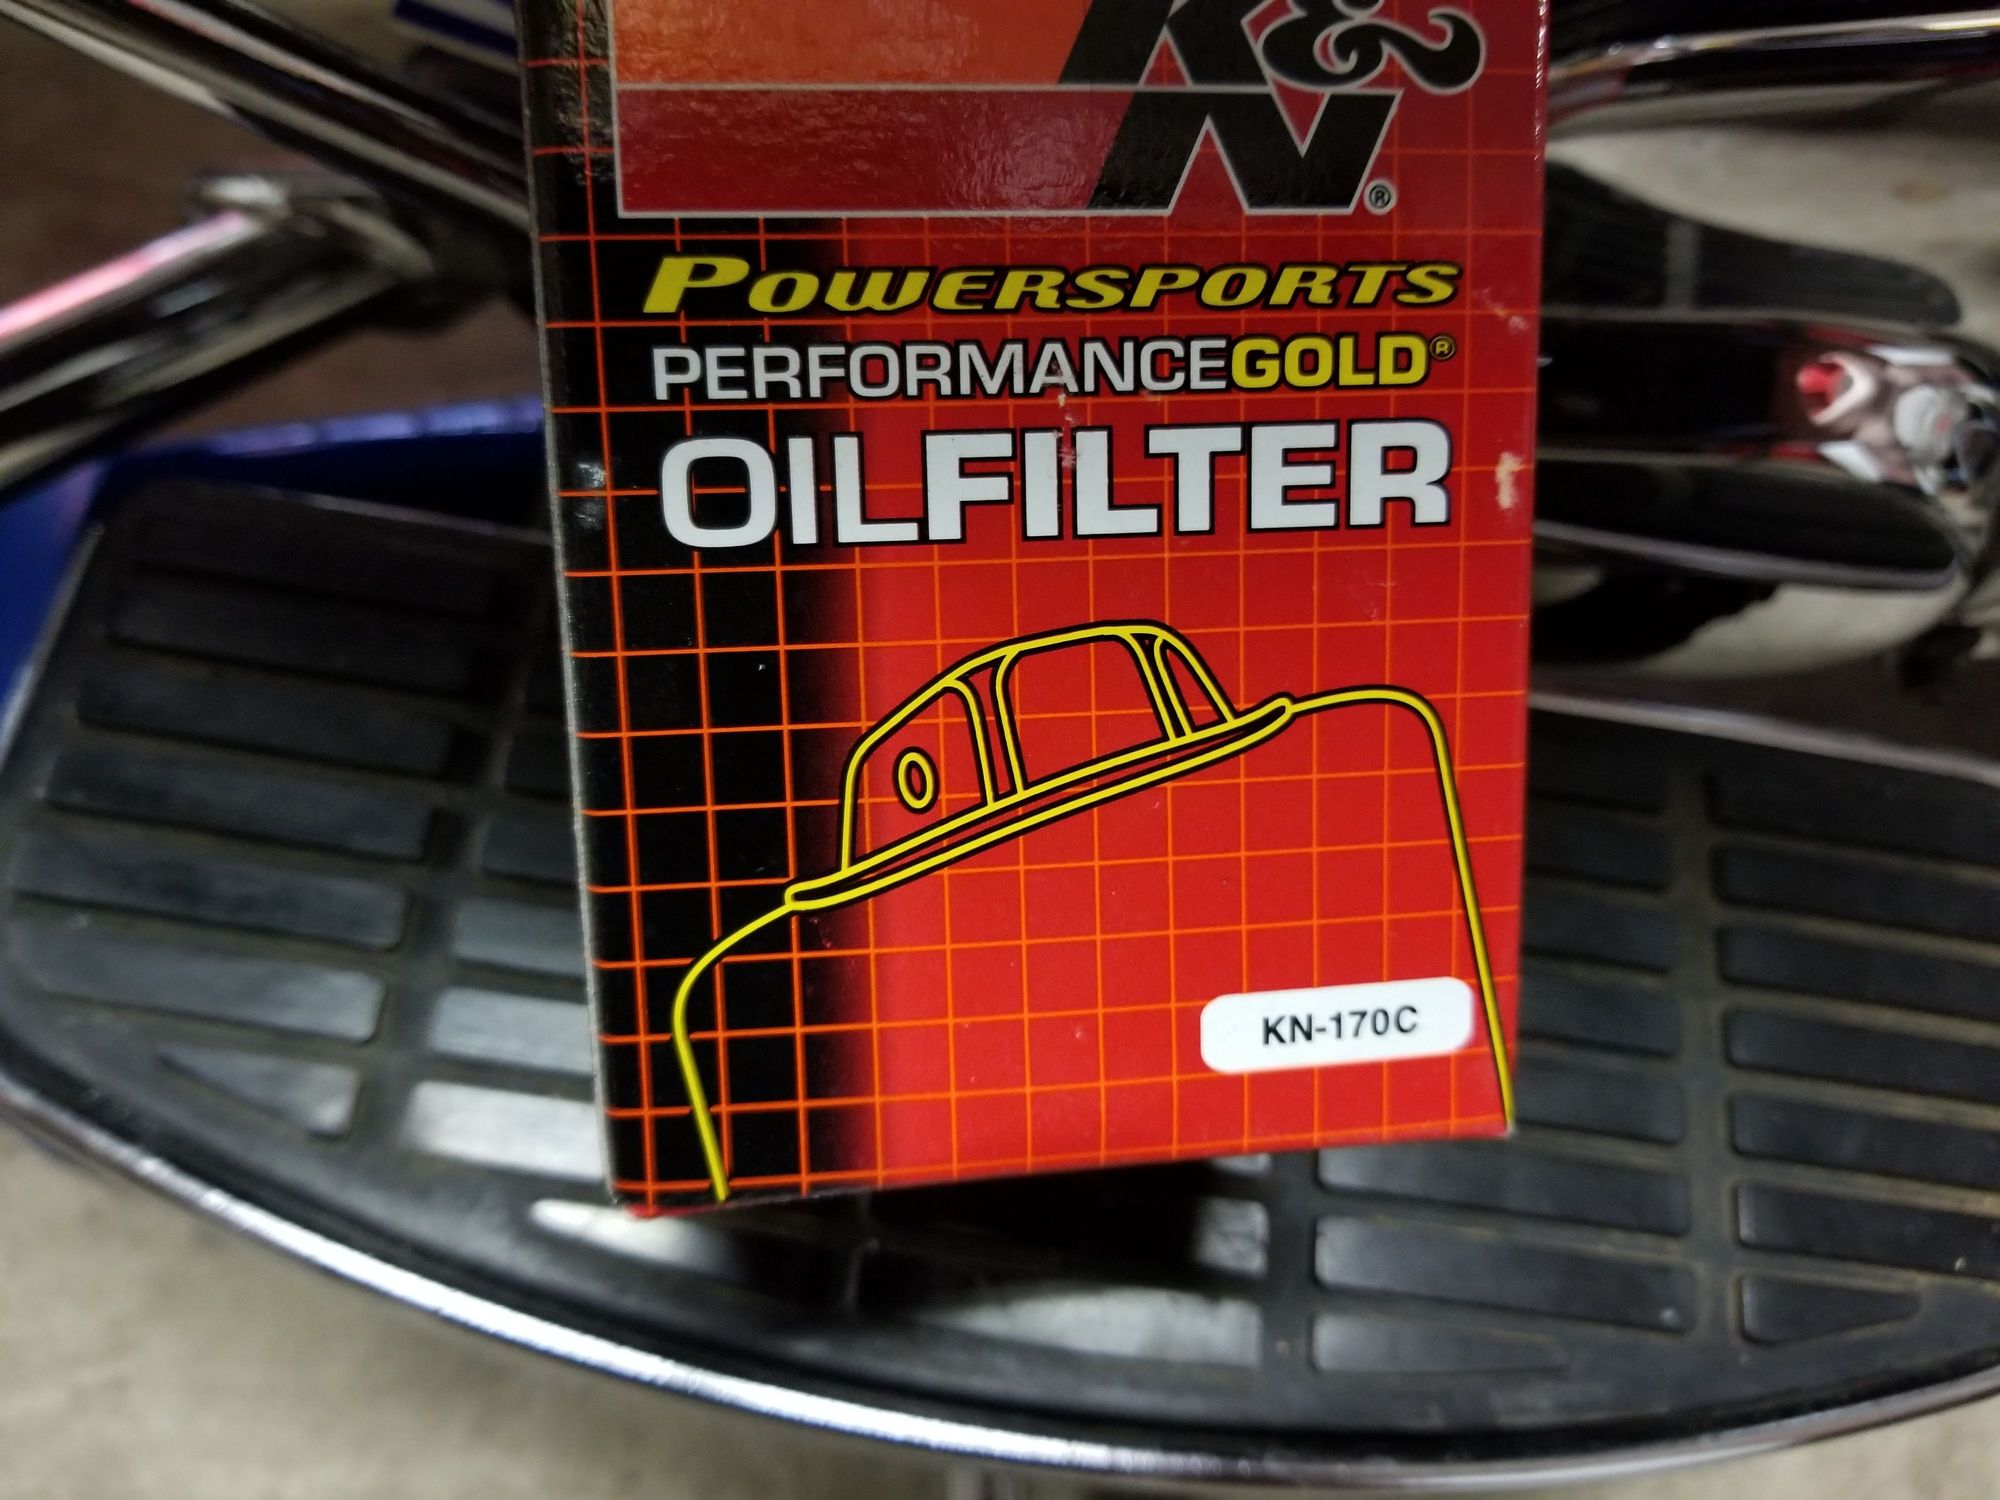 K&N®
POWERSPORTS
PERFORMANCEGOLD®
OILFILTER
KN-170C